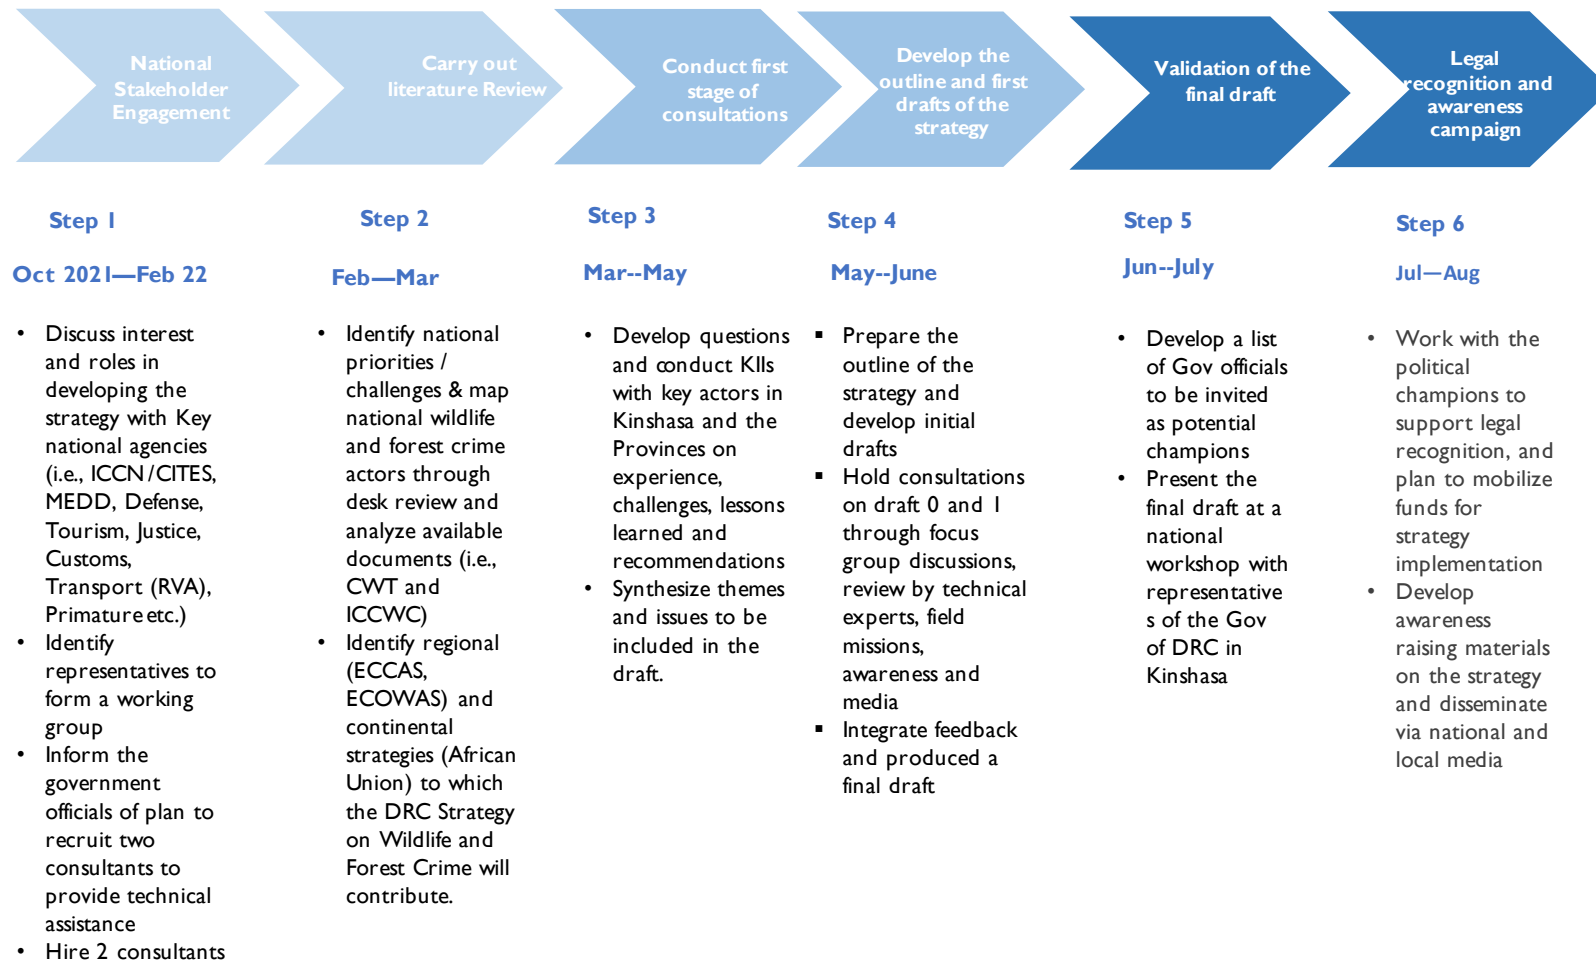 National
Stakeholder
Engagement
Carry out
literature Review
Conduct first
stage of
consultations
Develop the
outline and first
drafts of the
strategy
Validation of the
final draft
Legal
recognition and
awareness
campaign
Step 1
Oct 2021—Feb 22
• Discuss interest
and roles in
developing the
strategy with Key
national agencies
(i.e., ICCN/CITES,
MEDD, Defense,
Tourism, Justice,
Customs,
Transport (RVA),
Primature etc.)
• Identify
representatives to
form a working
group
• Inform the
government
officials of plan to
recruit two
consultants to
provide technical
assistance
• Hire 2 consultants
Step 2
Feb—Mar
• Identify national
priorities /
challenges & map
national wildlife
and forest crime
actors through
desk review and
analyze available
documents (i.e.,
CWT and
ICCWC)
• Identify regional
(ECCAS,
ECOWAS) and
continental
strategies (African
Union) to which
the DRC Strategy
on Wildlife and
Forest Crime will
contribute.
Step 3
Mar--May
• Develop questions
and conduct KIIs
with key actors in
Kinshasa and the
Provinces on
experience,
challenges, lessons
learned and
recommendations
• Synthesize themes
and issues to be
included in the
draft.
Step 4
May--June
▪ Prepare the
outline of the
strategy and
develop initial
drafts
▪ Hold consultations
on draft 0 and 1
through focus
group discussions,
review by technical
experts, field
missions,
awareness and
media
▪ Integrate feedback
and produced a
final draft
Step 5
Jun--July
• Develop a list
of Gov officials
to be invited
as potential
champions
• Present the
final draft at a
national
workshop with
representative
s of the Gov
of DRC in
Kinshasa
Step 6
Jul—Aug
• Work with the
political
champions to
support legal
recognition, and
plan to mobilize
funds for
strategy
implementation
• Develop
awareness
raising materials
on the strategy
and disseminate
via national and
local media